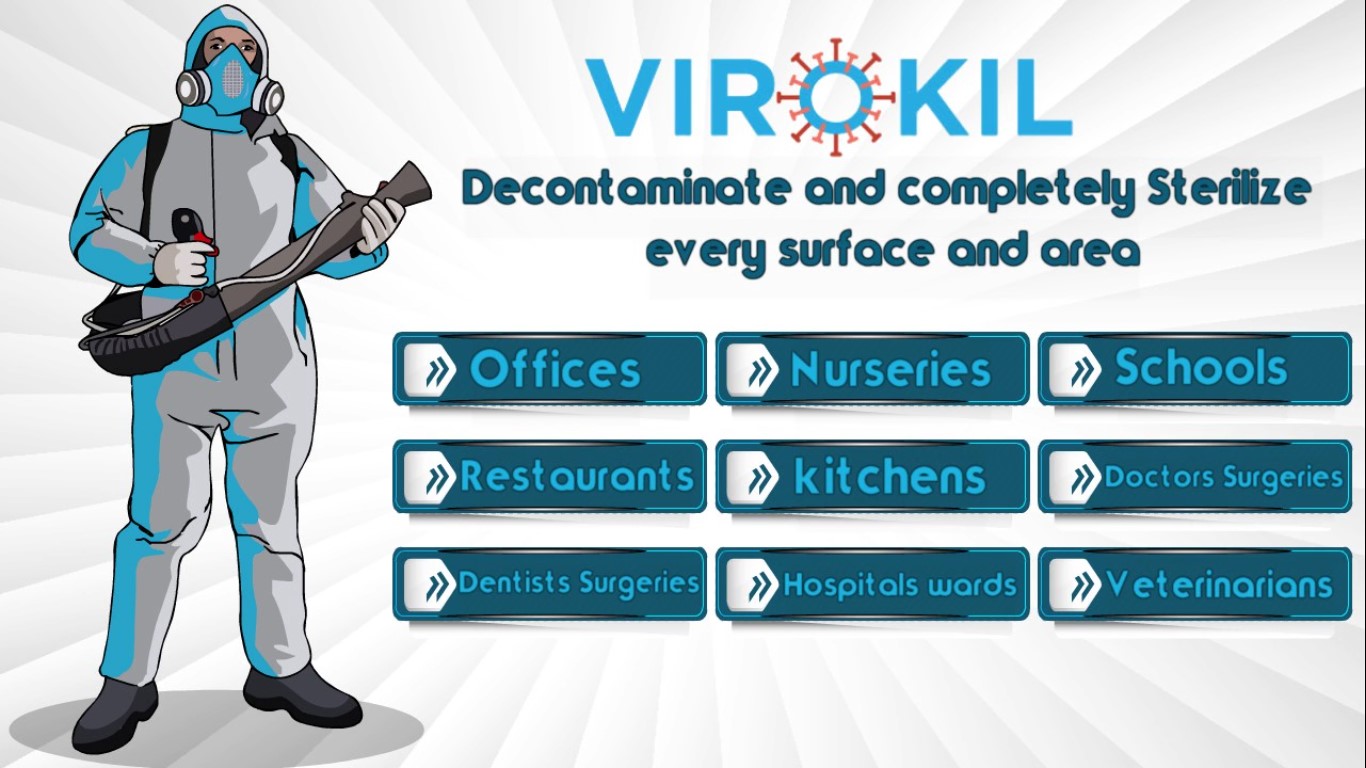 VIROKIL
Decontaminate and completely Sterilize
every surface and area
Offices
Nurseries
Schools
Restaurants
kitchens
Doctors Surgeries
Dentists Surgeries
Hospitals wards
Veterinarians